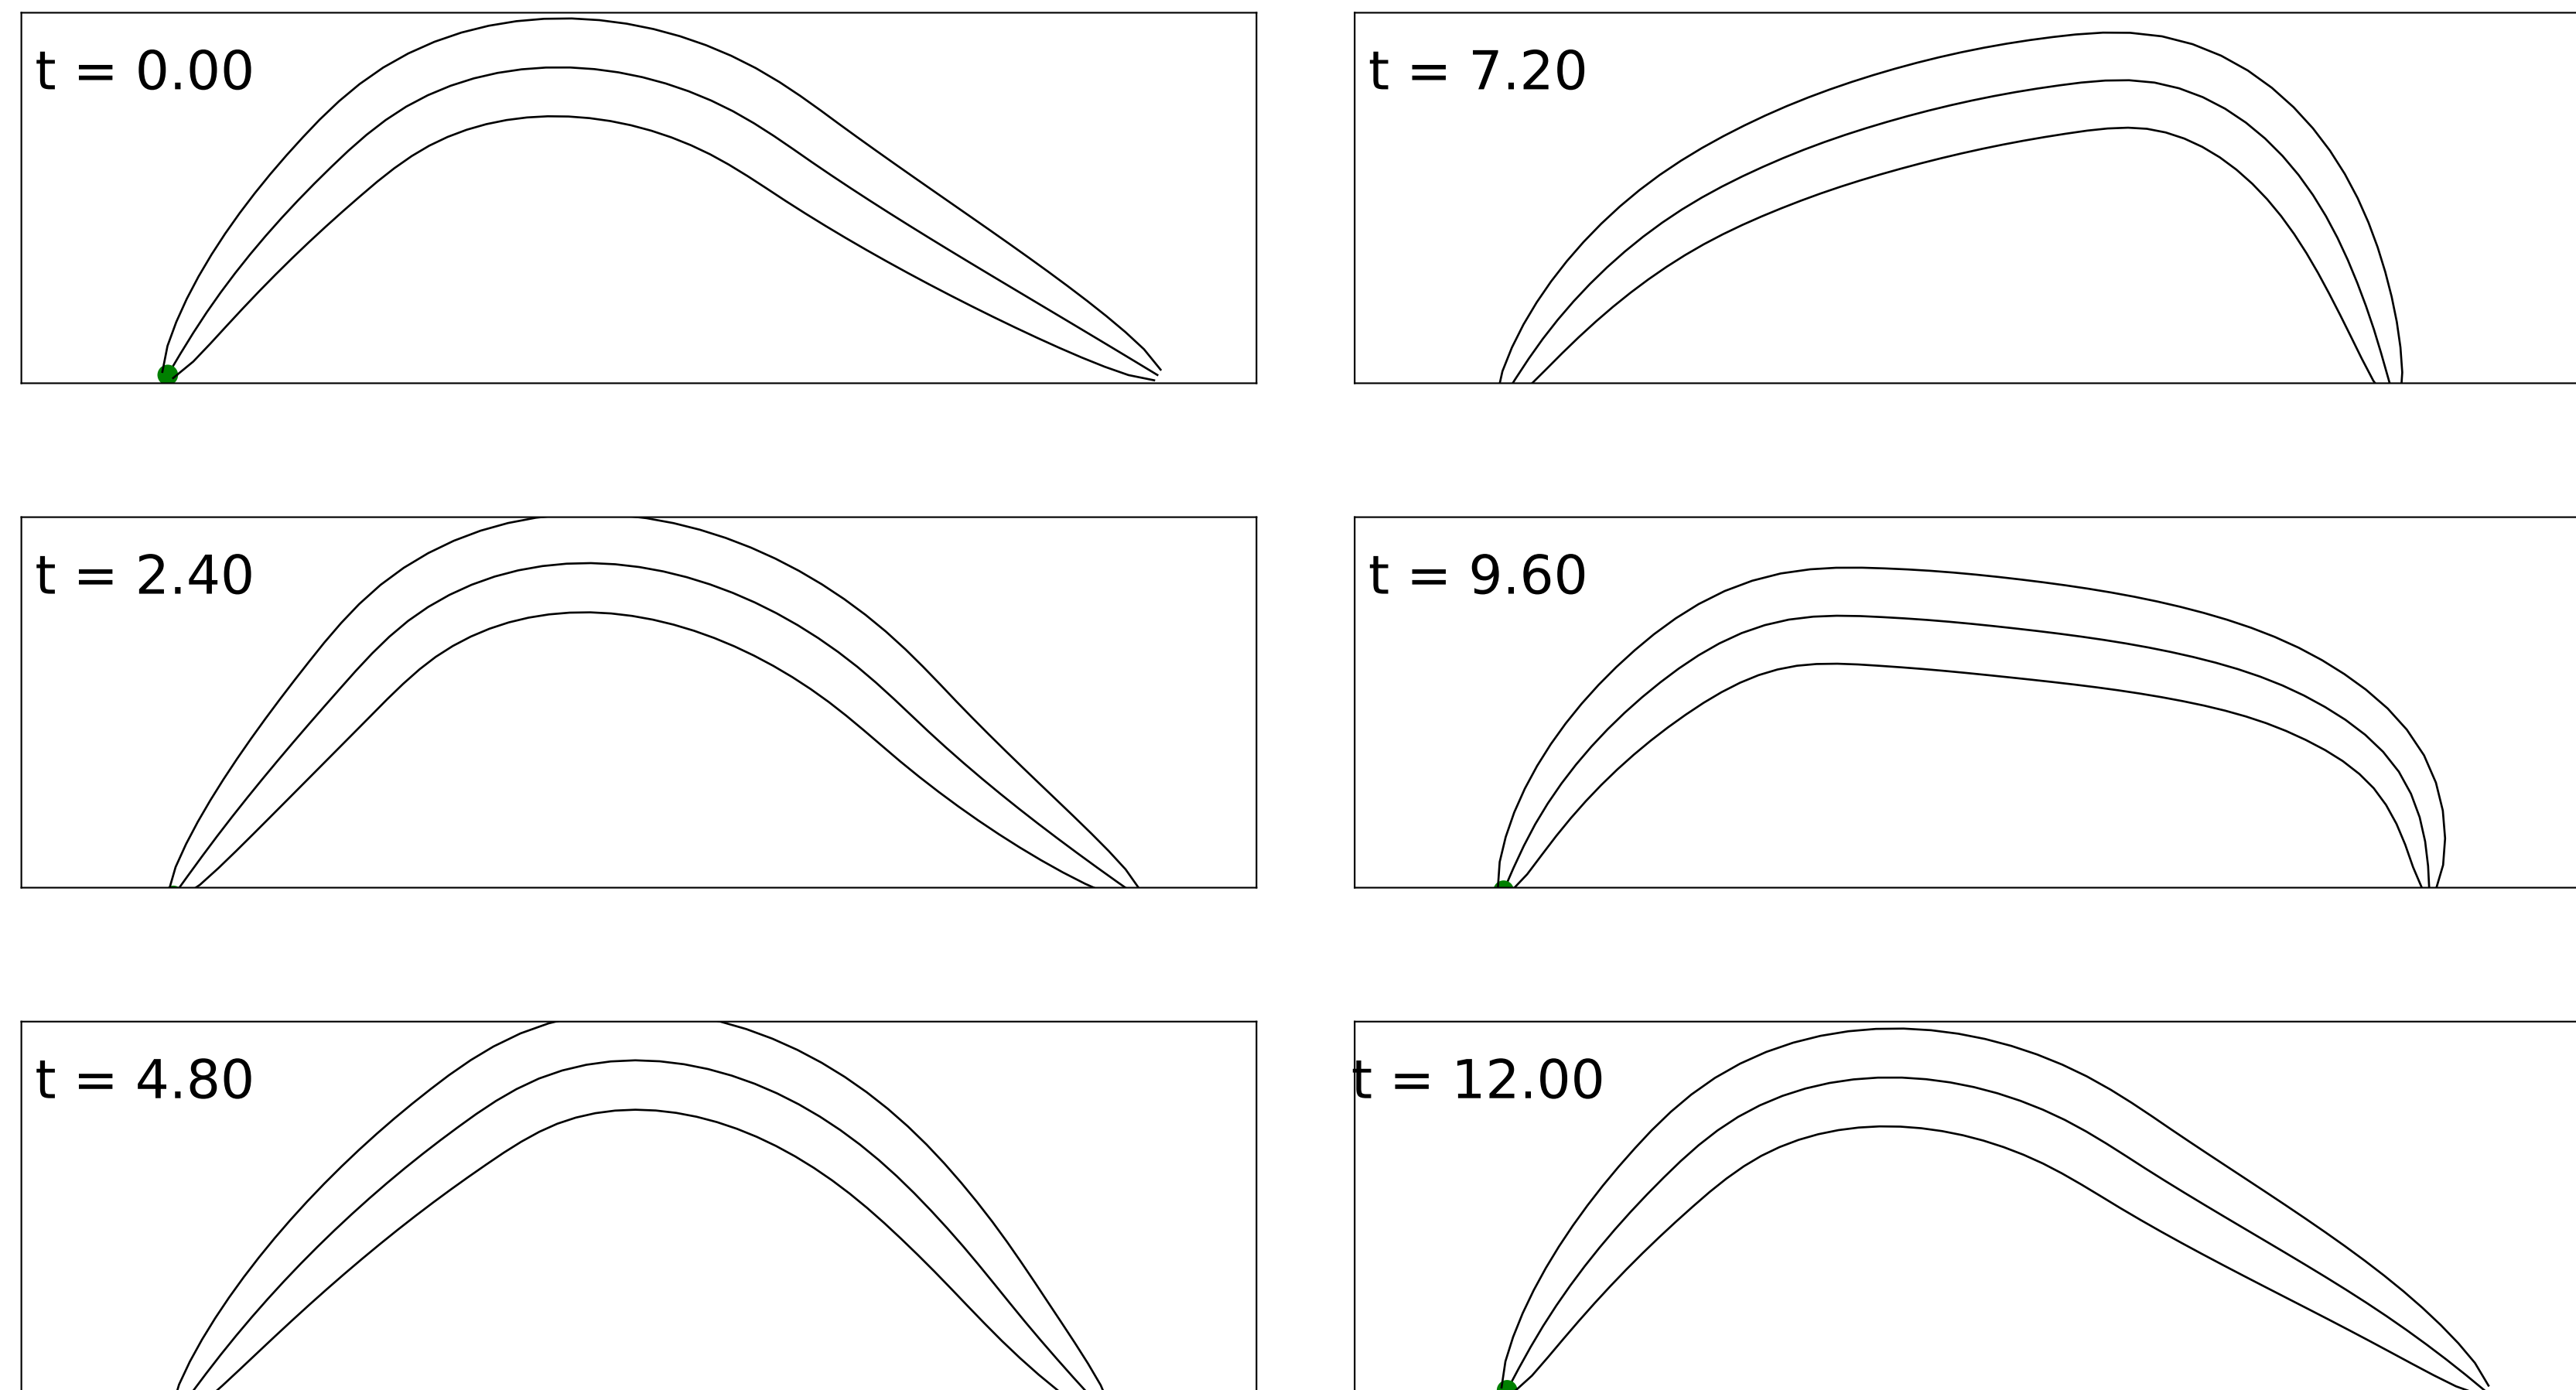 t = 0.00
t = 7.20
t = 2.40
t = 9.60
t = 4.80
t = 12.00